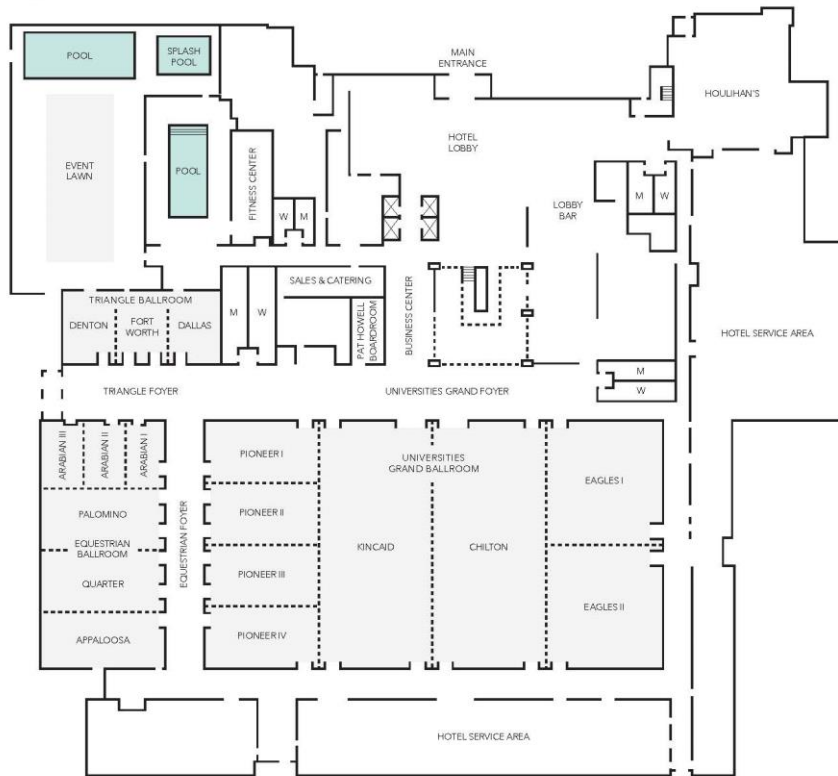 MAIN
ENTRANCE
POOL
SPLASH
POOL
HOULIHAN'S
HOTEL
LOBBY
EVENT
LAWN
POOL
FITNESS CENTER
W
M
LOBBY
BAR
M
W
TRIANGLE BALLROOM
DENTON
FORT
WORTH
DALLAS
M
W
SALES & CATERING
PAT HOWELL
BOARDROOM
BUSINESS CENTER
HOTEL SERVICE AREA
M
W
TRIANGLE FOYER
UNIVERSITIES GRAND FOYER
ARABIAN III
ARABIAN II
ARABIAN I
PALOMINO
EQUESTRIAN
BALLROOM
QUARTER
APPALOOSA
EQUESTRIAN FOYER
PIONEER I
PIONEER II
PIONEER III
PIONEER IV
UNIVERSITIES
GRAND BALLROOM
KINCAID
CHILTON
EAGLES I
EAGLES II
HOTEL SERVICE AREA